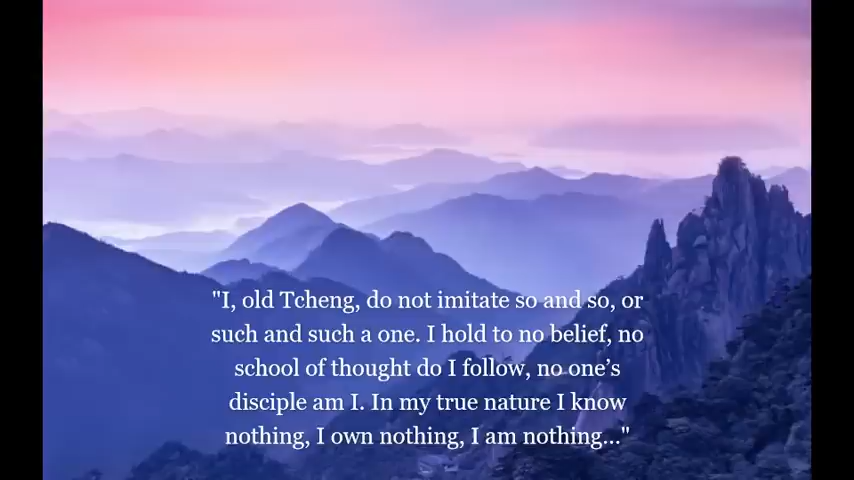 "I, old Tcheng, do not imitate so and so, or
such and such a one. I hold to no belief, no
school of thought do I follow, no one’s
disciple am I. In my true nature I know
nothing, I own nothing, I am nothing..."